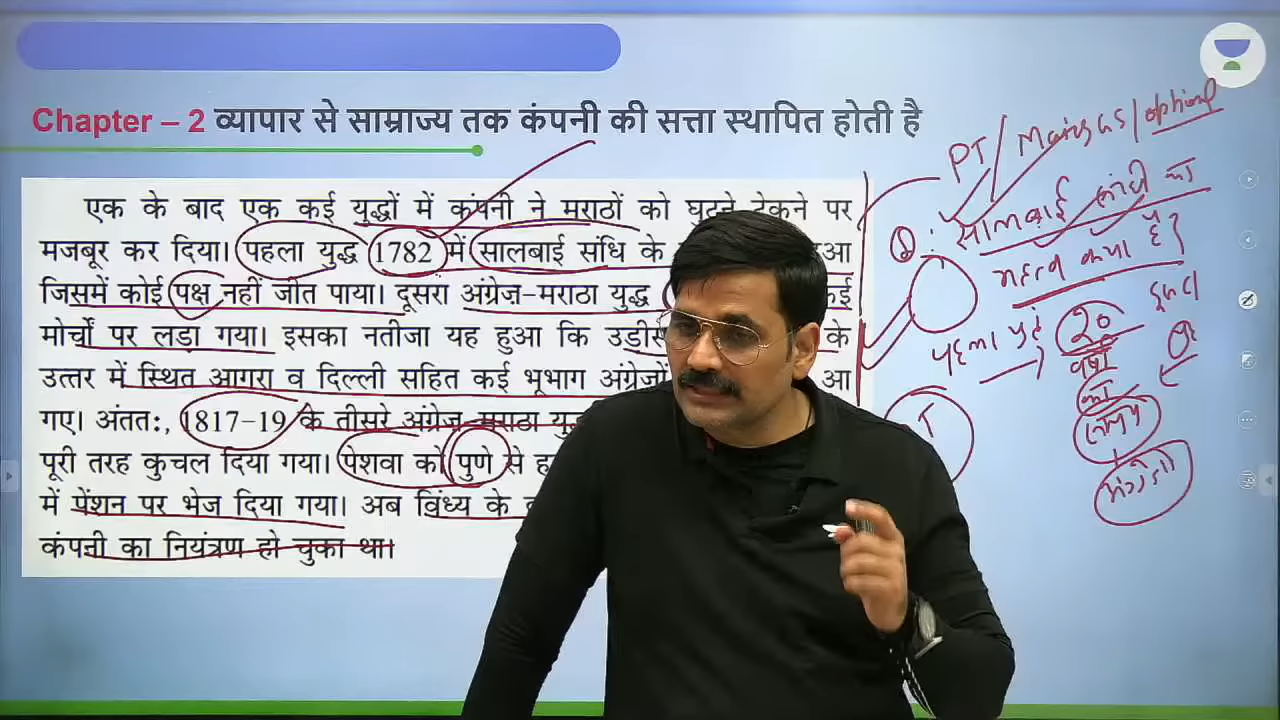 Chapter – 2 व्यापार से साम्राज्य तक कंपनी की सत्ता स्थापित होती है
एक के बाद एक कई युद्धों में कंपनी ने मराठों को घुटने टेकने पर
मजबूर कर दिया। पहला युद्ध 1782 में सालबाई संधि के
जिसमें कोई पक्ष नहीं जीत पाया। दूसरा अंग्रेज-मराठा युद्ध
मोर्चों पर लड़ा गया। इसका नतीजा यह हुआ कि के
उत्तर में स्थित आगरा व दिल्ली सहित कई भूभाग अंग्रेजों आ
गए। अंततः, 1817-19 के तीसरे अंग्रेज-मराठा
पूरी तरह कुचल दिया गया। पेशवा को पुणे से
में पेंशन पर भेज दिया गया। अब विंध्य के
कंपनी का नियंत्रण हो चुका था।
PT / Mains GS / optional
Q : सालबाई संधी का
महत्व क्या है?
पहला युद्ध 20
वर्षों
का